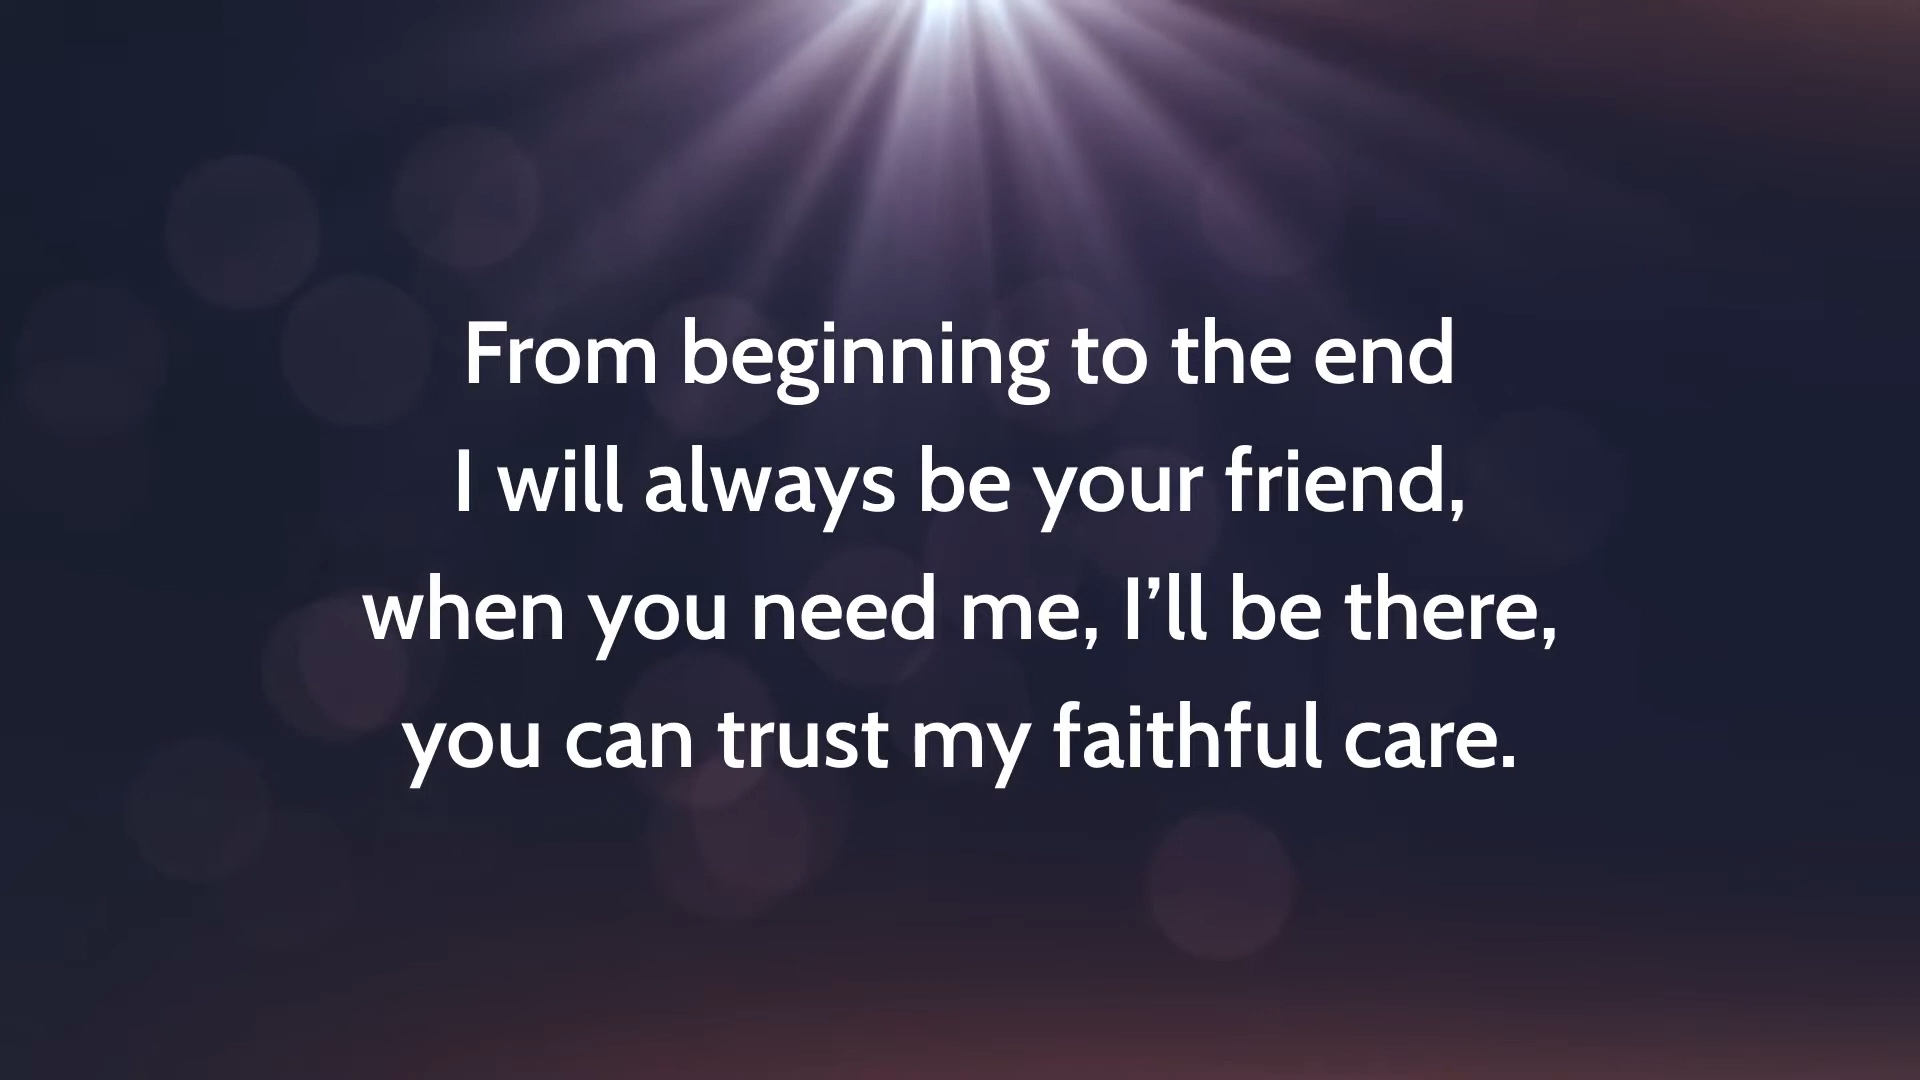 From beginning to the end
I will always be your friend,
when you need me, I’ll be there,
you can trust my faithful care.